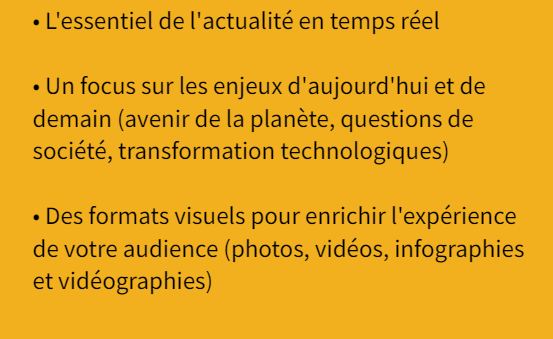 • L'essentiel de l'actualité en temps réel
• Un focus sur les enjeux d'aujourd'hui et de
demain (avenir de la planète, questions de
société, transformation technologiques)
• Des formats visuels pour enrichir l'expérience
de votre audience (photos, vidéos, infographies
et vidéographies)